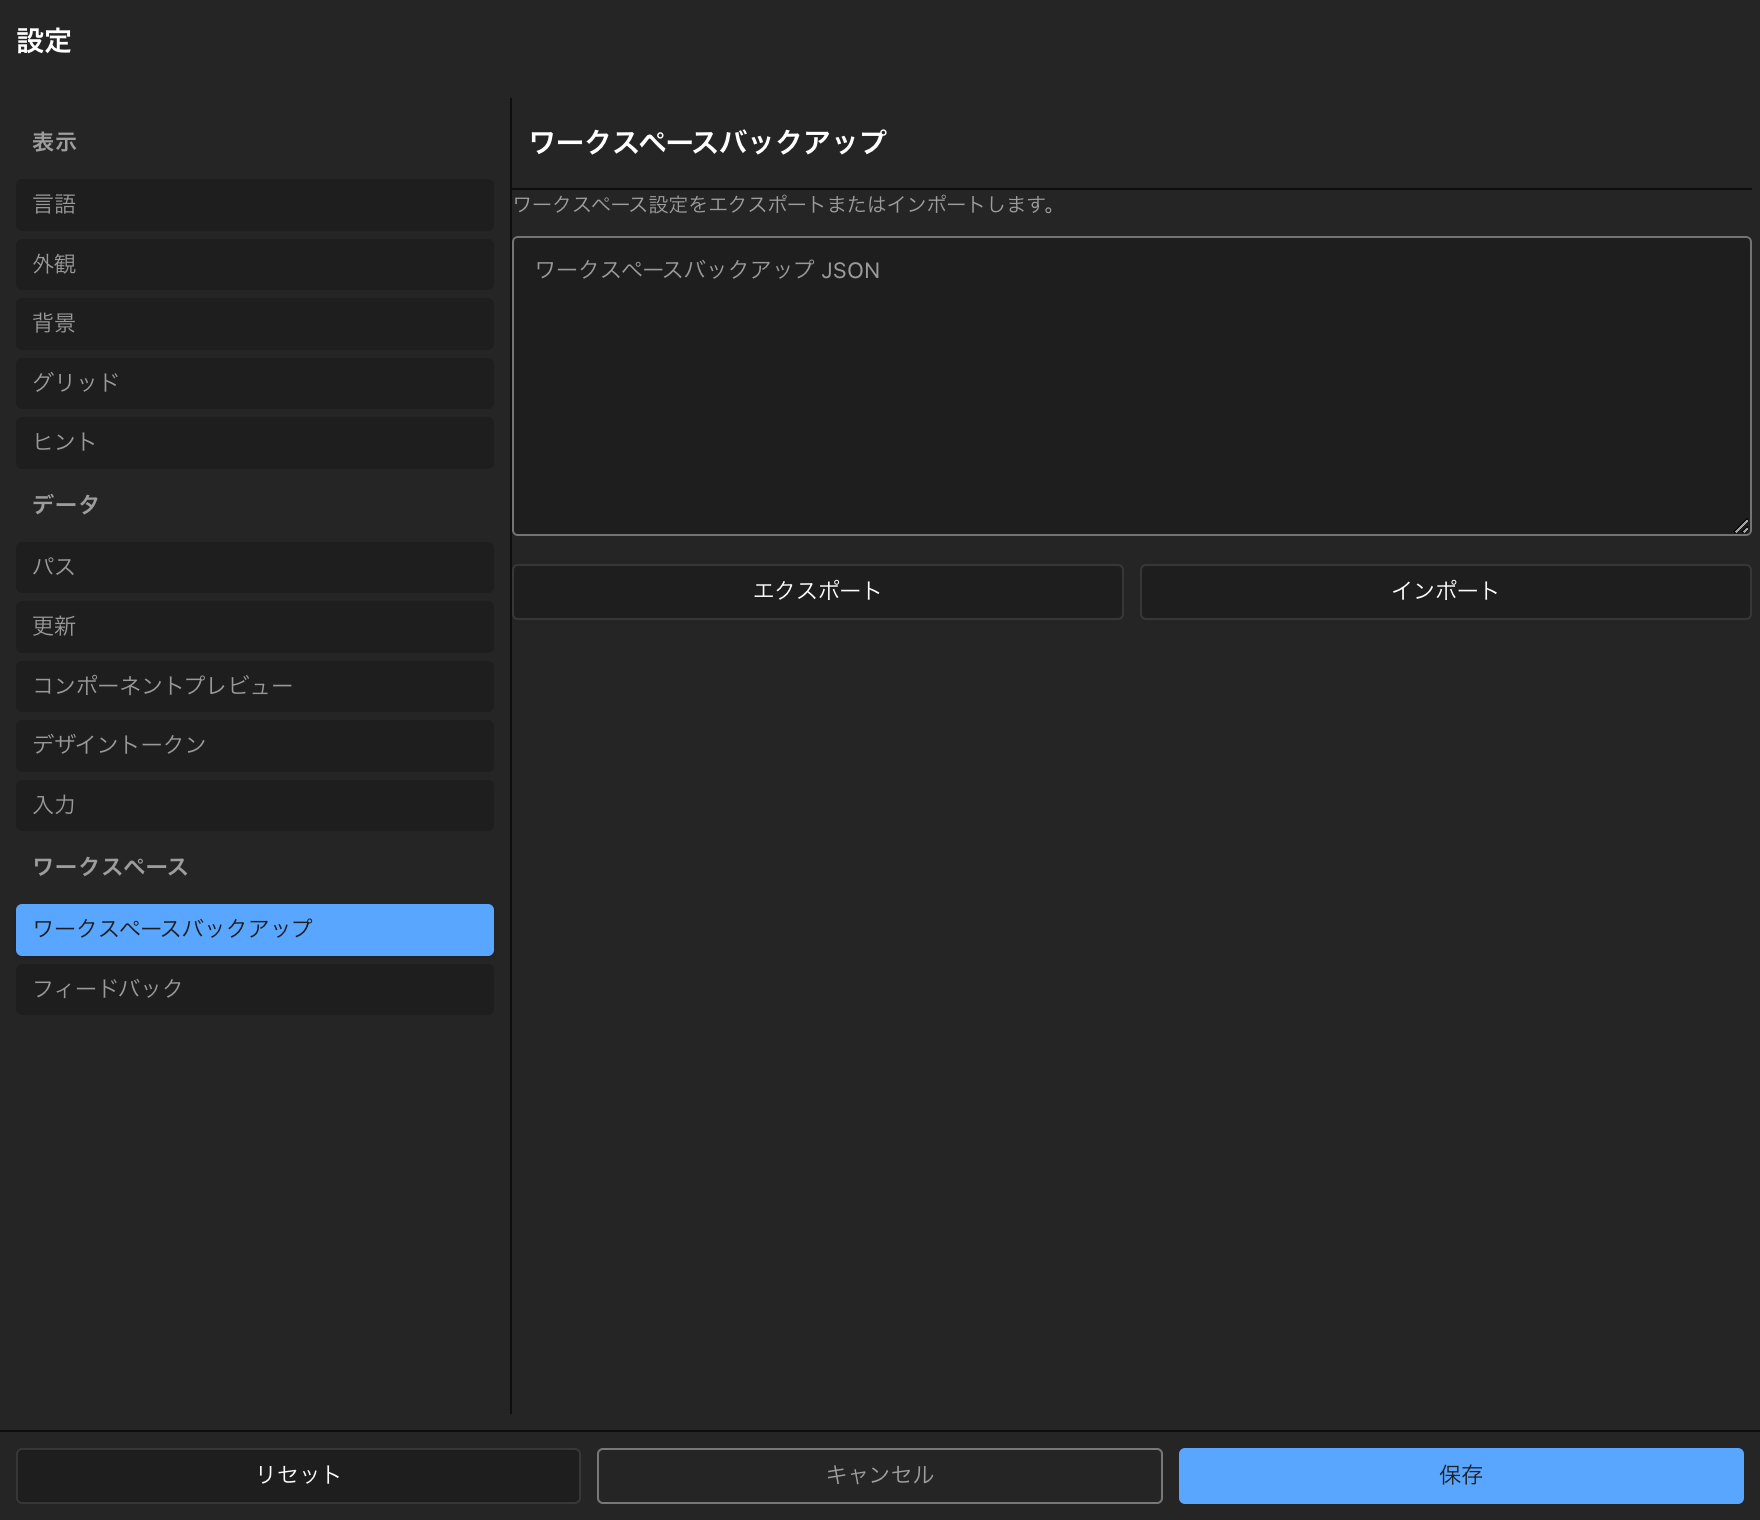 設定
表示
言語
外観
背景
グリッド
ヒント
データ
パス
更新
コンポーネントプレビュー
デザイントークン
入力
ワークスペース
ワークスペースバックアップ
フィードバック
ワークスペースバックアップ
ワークスペース設定をエクスポートまたはインポートします。
ワークスペースバックアップ JSON
エクスポート
インポート
リセット
キャンセル
保存